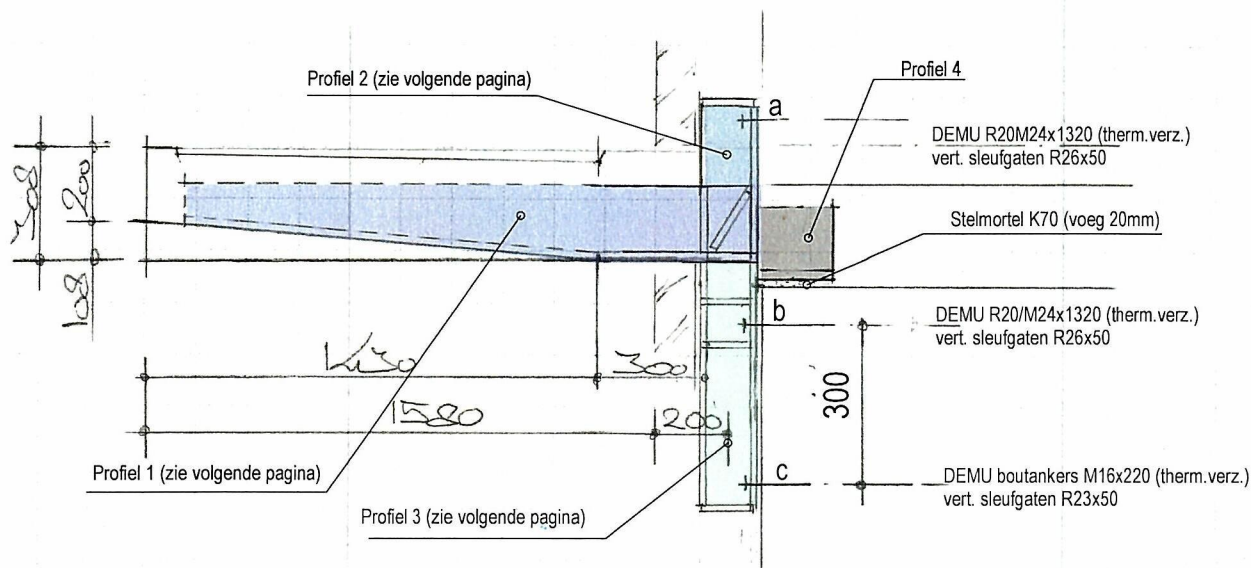 Profiel 2 (zie volgende pagina)
Profiel 4
a
DEMU R20M24x1320 (therm.verz.)
vert. sleufgaten R26x50
308
200
108
Stelmortel K70 (voeg 20mm)
b
DEMU R20/M24x1320 (therm.verz.)
vert. sleufgaten R26x50
1430
300
300
1580
200
Profiel 1 (zie volgende pagina)
c
DEMU boutankers M16x220 (therm.verz.)
vert. sleufgaten R23x50
Profiel 3 (zie volgende pagina)